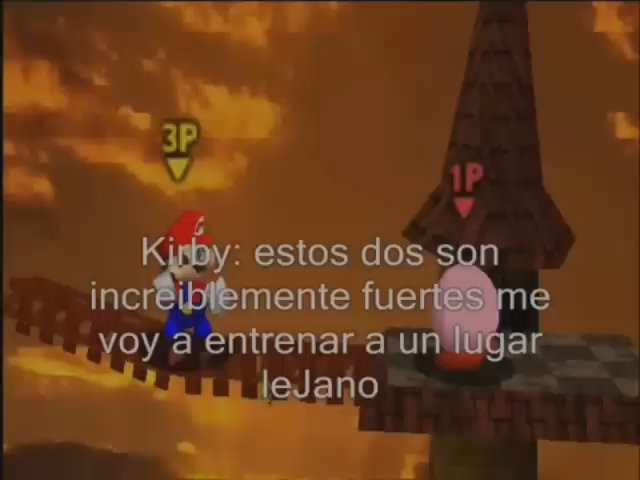 3P
1P
Kirby: estos dos son
increiblemente fuertes me
voy a entrenar a un lugar
leJano